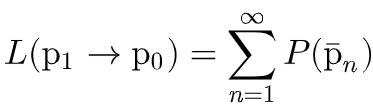 L(p₁ → p₀) = ∑_{n=1}^{∞} P(p̄ₙ)